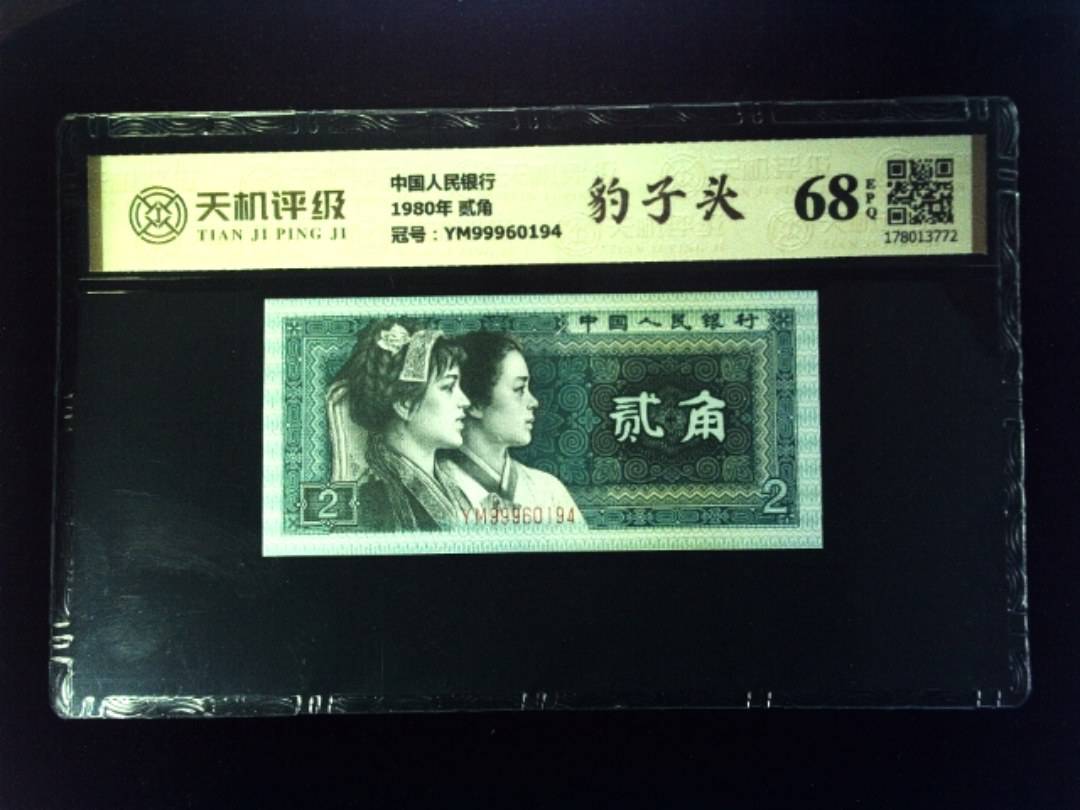 天机评级
TIAN JI PING JI
中国人民银行
1980年 贰角
冠号：YM99960194
豹子头
68
EPQ
178013772
中国人民银行
贰角
2
2
YM99960194